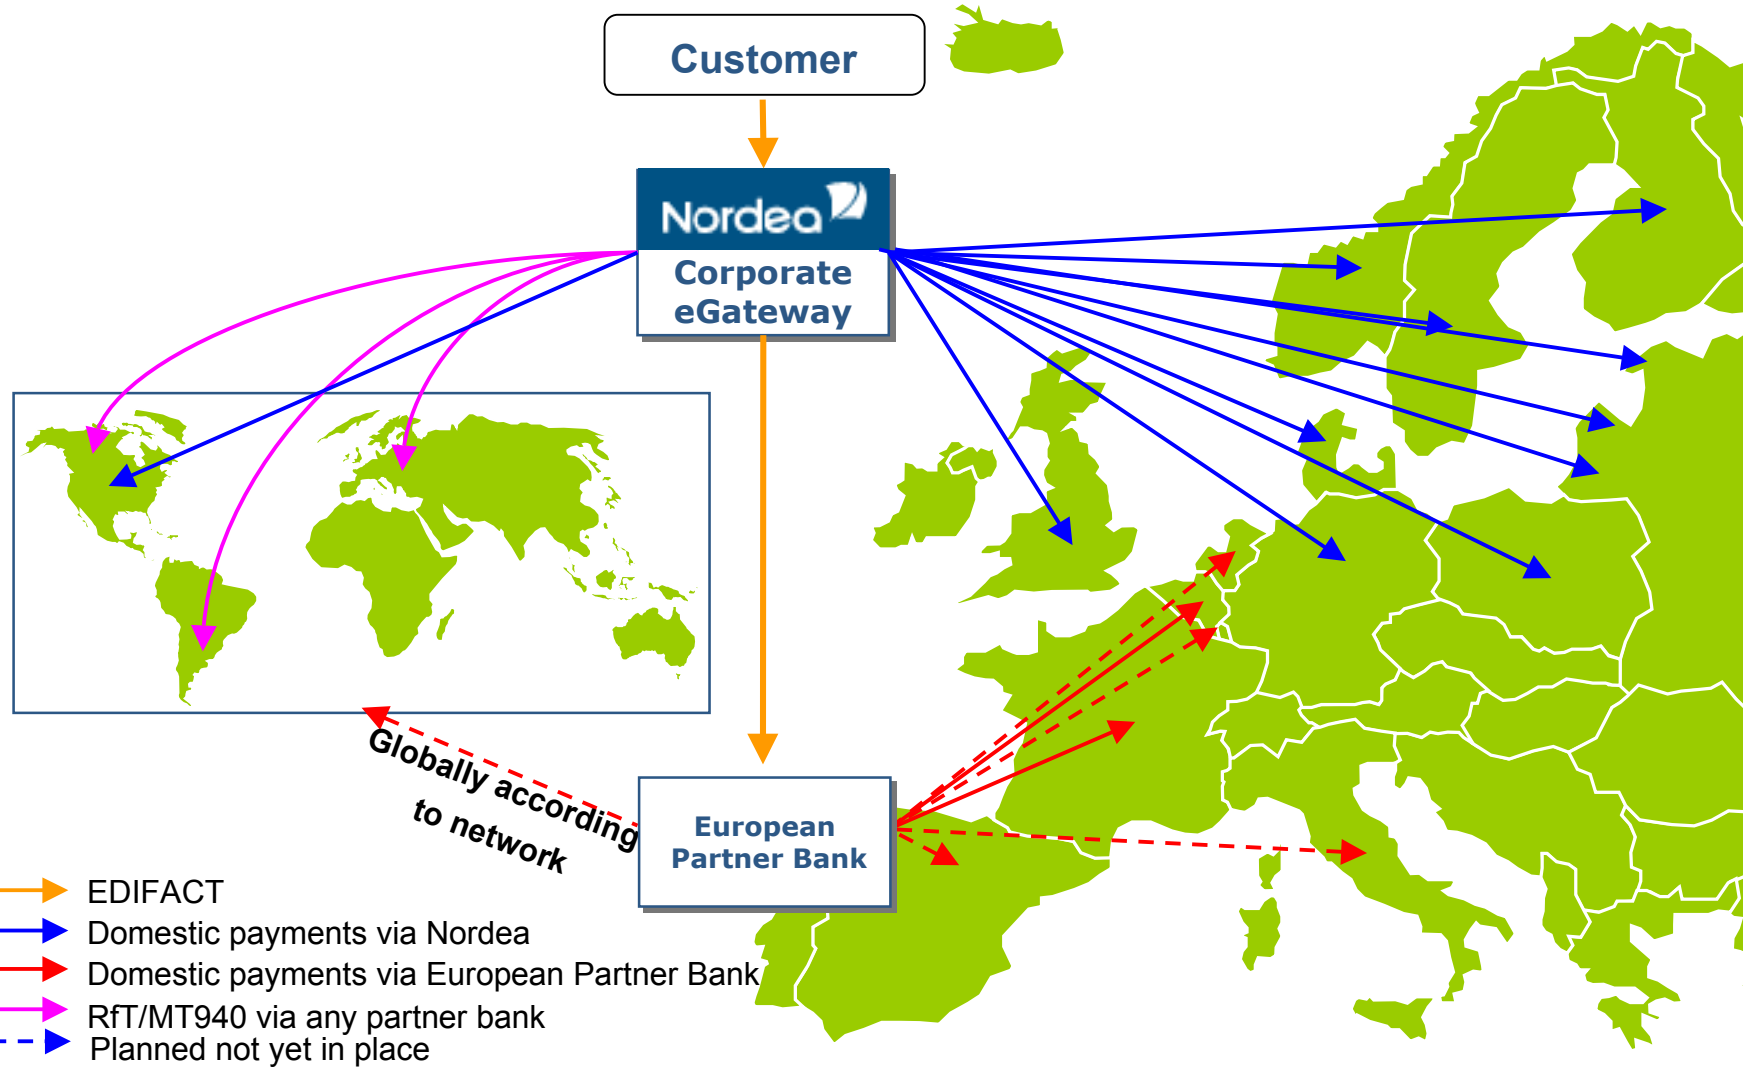 Customer
Nordea
Corporate
eGateway
Globally according
to network
European
Partner Bank
EDIFACT
Domestic payments via Nordea
Domestic payments via European Partner Bank
RfT/MT940 via any partner bank
Planned not yet in place